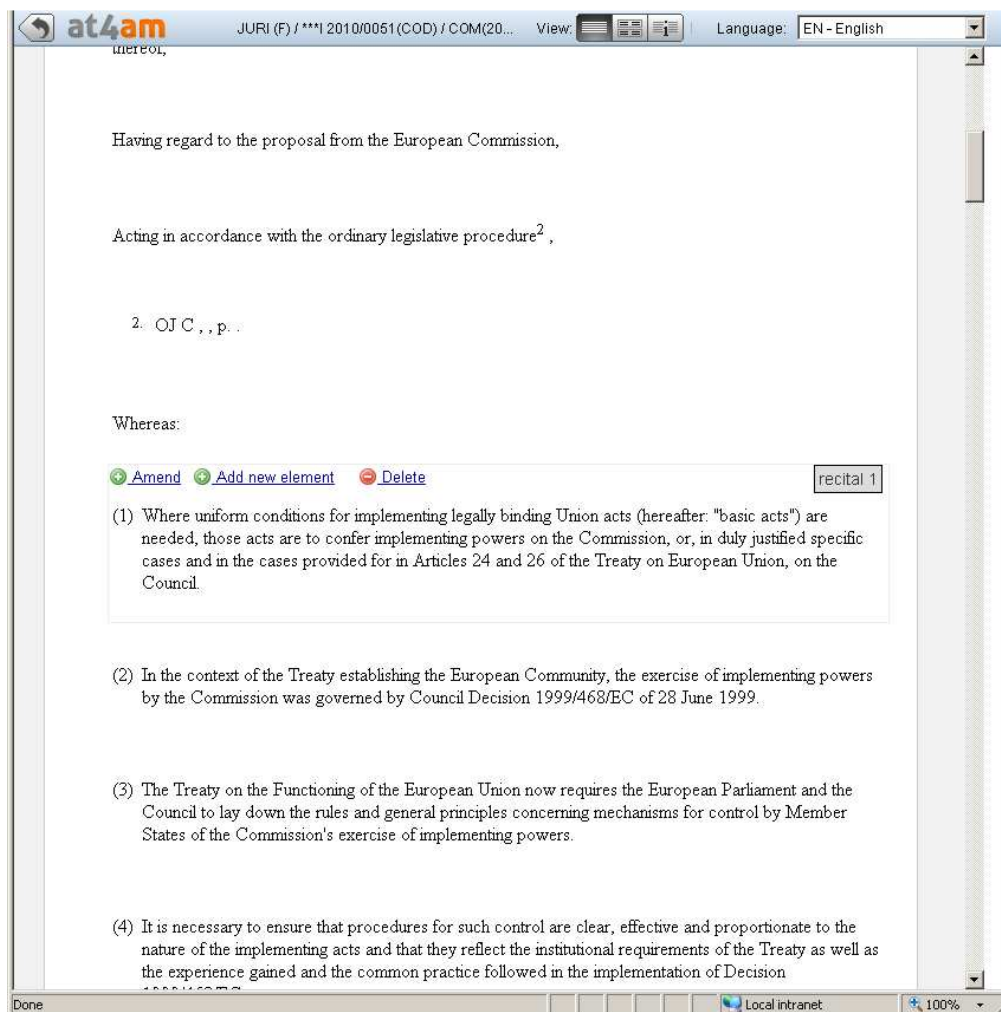 at4am JURI (F) / ***I 2010/0051(COD) / COM(20... View: Language: EN - English
thereof,
Having regard to the proposal from the European Commission,
Acting in accordance with the ordinary legislative procedure2 ,
2. OJ C , , p. .
Whereas:
Amend Add new element Delete recital 1
(1) Where uniform conditions for implementing legally binding Union acts (hereafter: "basic acts") are
needed, those acts are to confer implementing powers on the Commission, or, in duly justified specific
cases and in the cases provided for in Articles 24 and 26 of the Treaty on European Union, on the
Council.
(2) In the context of the Treaty establishing the European Community, the exercise of implementing powers
by the Commission was governed by Council Decision 1999/468/EC of 28 June 1999.
(3) The Treaty on the Functioning of the European Union now requires the European Parliament and the
Council to lay down the rules and general principles concerning mechanisms for control by Member
States of the Commission's exercise of implementing powers.
(4) It is necessary to ensure that procedures for such control are clear, effective and proportionate to the
nature of the implementing acts and that they reflect the institutional requirements of the Treaty as well as
the experience gained and the common practice followed in the implementation of Decision
Done Local intranet 100%